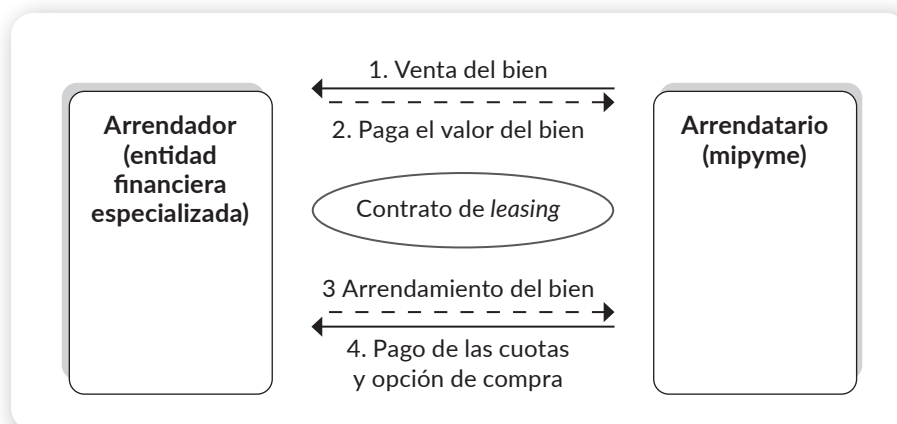 1. Venta del bien
2. Paga el valor del bien
Arrendador
(entidad
financiera
especializada)
Arrendatario
(mipyme)
Contrato de leasing
3 Arrendamiento del bien
4. Pago de las cuotas
y opción de compra